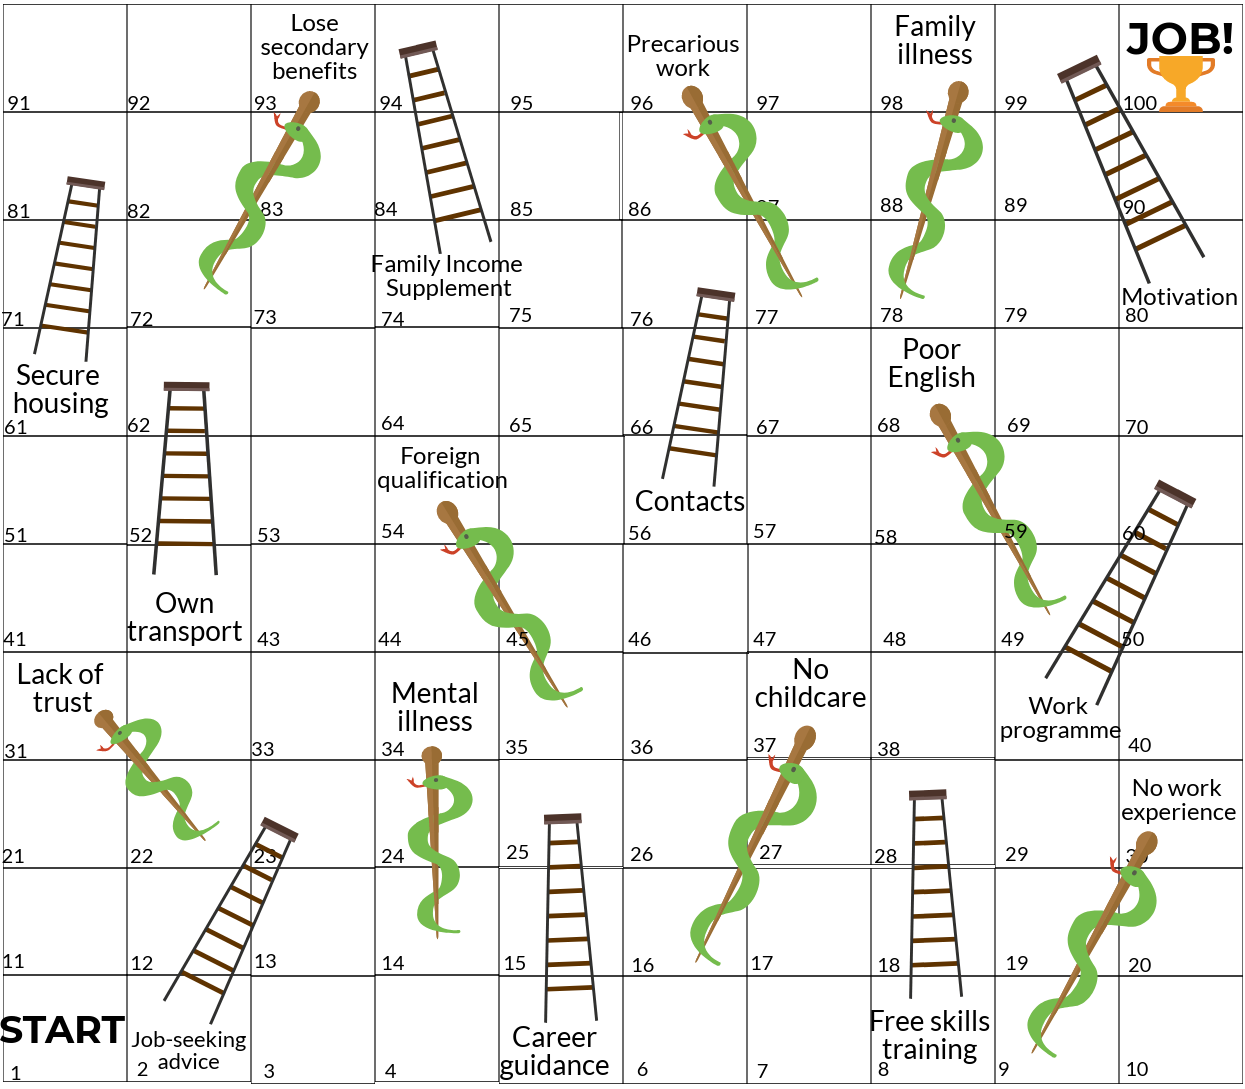 Lose
secondary
benefits
Precarious
work
Family
illness
JOB!
91
92
93
94
95
96
97
98
99
100
81
82
83
84
85
86
87
88
89
90
Family Income
Supplement
Motivation
71
72
73
74
75
76
77
78
79
80
Secure
housing
Poor
English
61
62
64
65
66
67
68
69
70
Foreign
qualification
Contacts
51
52
53
54
56
57
58
59
60
Own
transport
41
43
44
45
46
47
48
49
50
Lack of
trust
Mental
illness
No
childcare
Work
programme
31
33
34
35
36
37
38
40
No work
experience
21
22
23
24
25
26
27
28
29
30
11
12
13
14
15
16
17
18
19
20
START
Job-seeking
advice
Career
guidance
Free skills
training
1
2
3
4
6
7
8
9
10